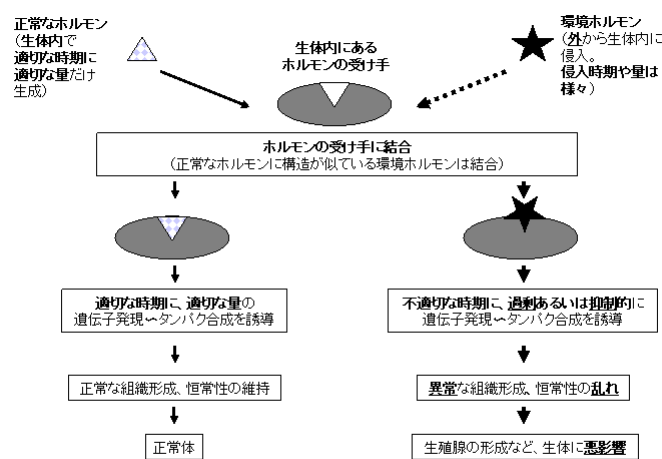 正常なホルモン
(生体内で
適切な時期に
適切な量だけ
生成)
生体内にある
ホルモンの受け手
環境ホルモン
(外から生体内に
侵入。
侵入時期や量は
様々)
ホルモンの受け手に結合
(正常なホルモンに構造が似ている環境ホルモンは結合)
適切な時期に、適切な量の
遺伝子発現~タンパク合成を誘導
不適切な時期に、過剰あるいは抑制的に
遺伝子発現~タンパク合成を誘導
正常な組織形成、恒常性の維持
異常な組織形成、恒常性の乱れ
正常体
生殖腺の形成など、生体に悪影響